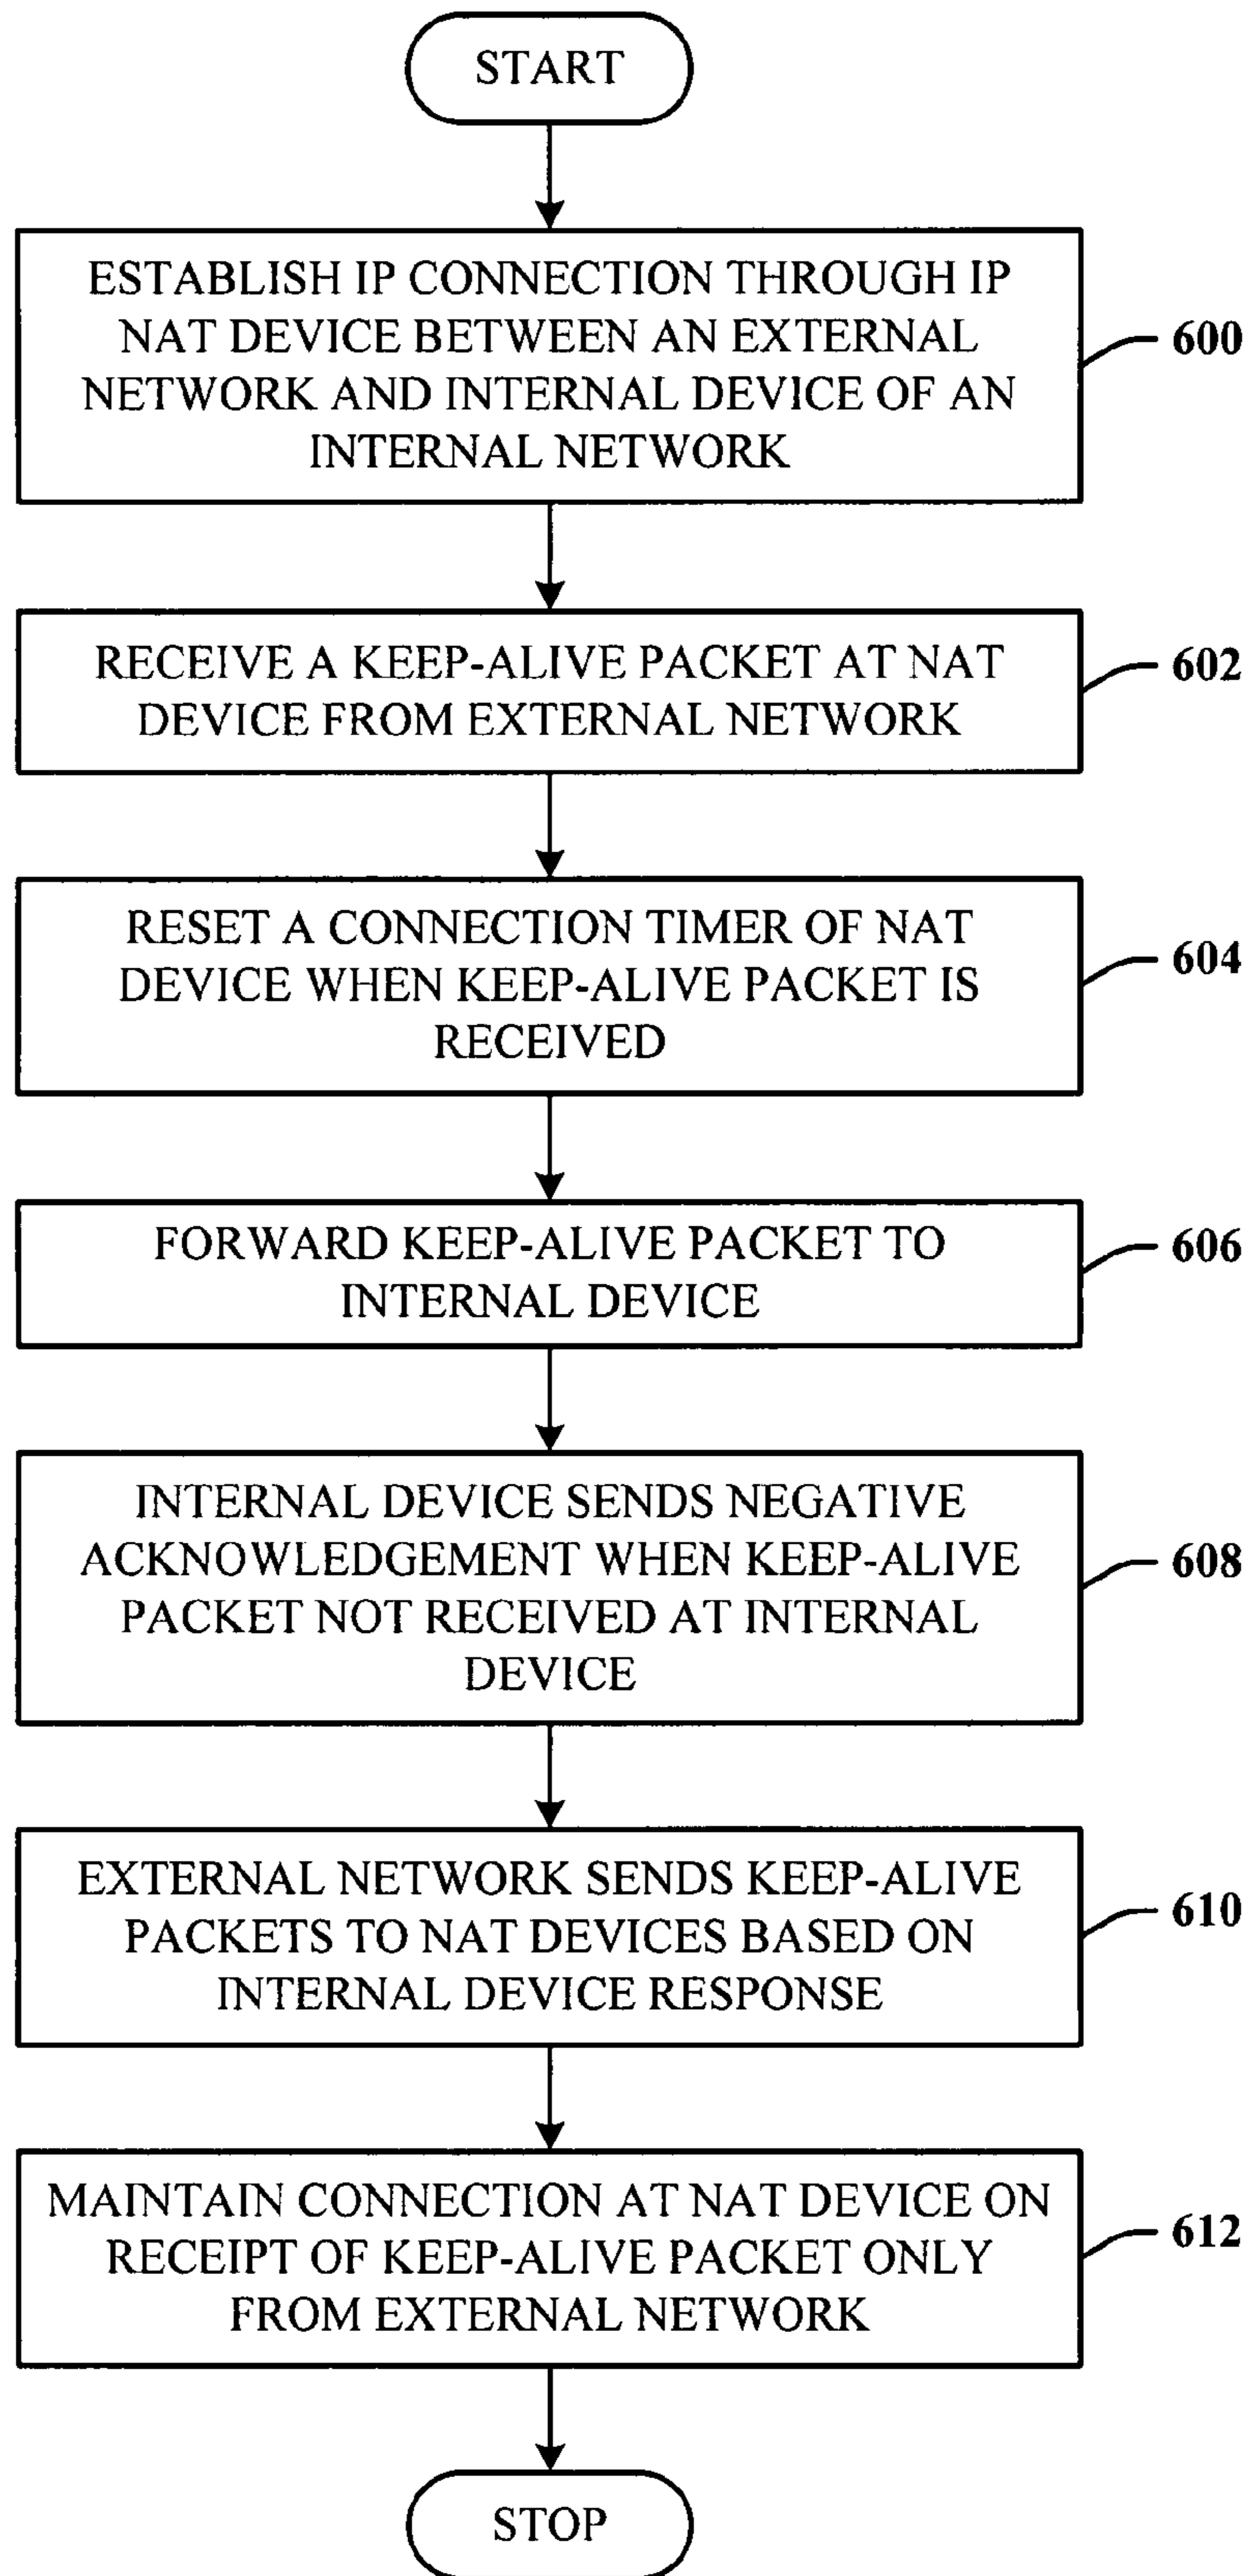 START
ESTABLISH IP CONNECTION THROUGH IP
NAT DEVICE BETWEEN AN EXTERNAL
NETWORK AND INTERNAL DEVICE OF AN
INTERNAL NETWORK
600
RECEIVE A KEEP-ALIVE PACKET AT NAT
DEVICE FROM EXTERNAL NETWORK
602
RESET A CONNECTION TIMER OF NAT
DEVICE WHEN KEEP-ALIVE PACKET IS
RECEIVED
604
FORWARD KEEP-ALIVE PACKET TO
INTERNAL DEVICE
606
INTERNAL DEVICE SENDS NEGATIVE
ACKNOWLEDGEMENT WHEN KEEP-ALIVE
PACKET NOT RECEIVED AT INTERNAL
DEVICE
608
EXTERNAL NETWORK SENDS KEEP-ALIVE
PACKETS TO NAT DEVICES BASED ON
INTERNAL DEVICE RESPONSE
610
MAINTAIN CONNECTION AT NAT DEVICE ON
RECEIPT OF KEEP-ALIVE PACKET ONLY
FROM EXTERNAL NETWORK
612
STOP